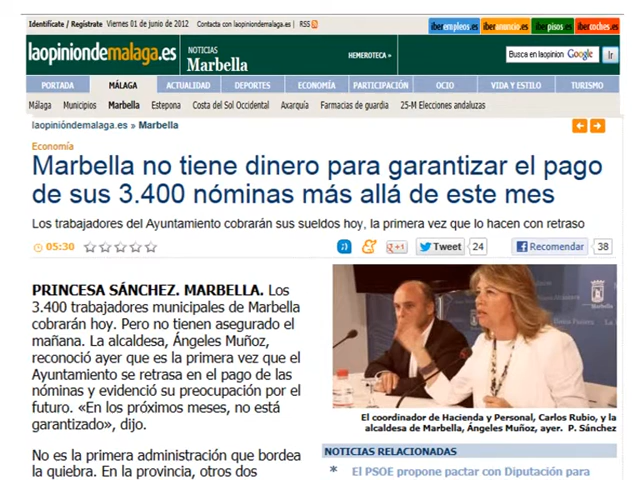 Identifícate / Regístrate Viernes 01 de junio de 2012 Contacta con laopiniondemalaga.es | RSS
iberempleos.es iberanuncio.es iberpisos.es ibercoches.es
laopiniondemalaga.es
NOTICIAS
Marbella
HEMEROTECA »
Buscar en laopinion Google Ir
PORTADA MÁLAGA ACTUALIDAD DEPORTES ECONOMÍA PARTICIPACIÓN OCIO VIDA Y ESTILO TURISMO
Málaga Municipios Marbella Estepona Costa del Sol Occidental Axarquía Farmacias de guardia 25-M Elecciones andaluzas
laopinióndemalaga.es » Marbella
Economía
Marbella no tiene dinero para garantizar el pago
de sus 3.400 nóminas más allá de este mes
Los trabajadores del Ayuntamiento cobrarán sus sueldos hoy, la primera vez que lo hacen con retraso
05:30 +1 Tweet 24 Recomendar 38
PRINCESA SÁNCHEZ. MARBELLA. Los
3.400 trabajadores municipales de Marbella
cobrarán hoy. Pero no tienen asegurado el
mañana. La alcaldesa, Ángeles Muñoz,
reconoció ayer que es la primera vez que el
Ayuntamiento se retrasa en el pago de las
nóminas y evidenció su preocupación por el
futuro. «En los próximos meses, no está
garantizado», dijo.
No es la primera administración que bordea
la quiebra. En la provincia, otros dos
Marbella
El coordinador de Hacienda y Personal, Carlos Rubio, y la
alcaldesa de Marbella, Ángeles Muñoz, ayer. P. Sánchez
NOTICIAS RELACIONADAS
* El PSOE propone pactar con Diputación para